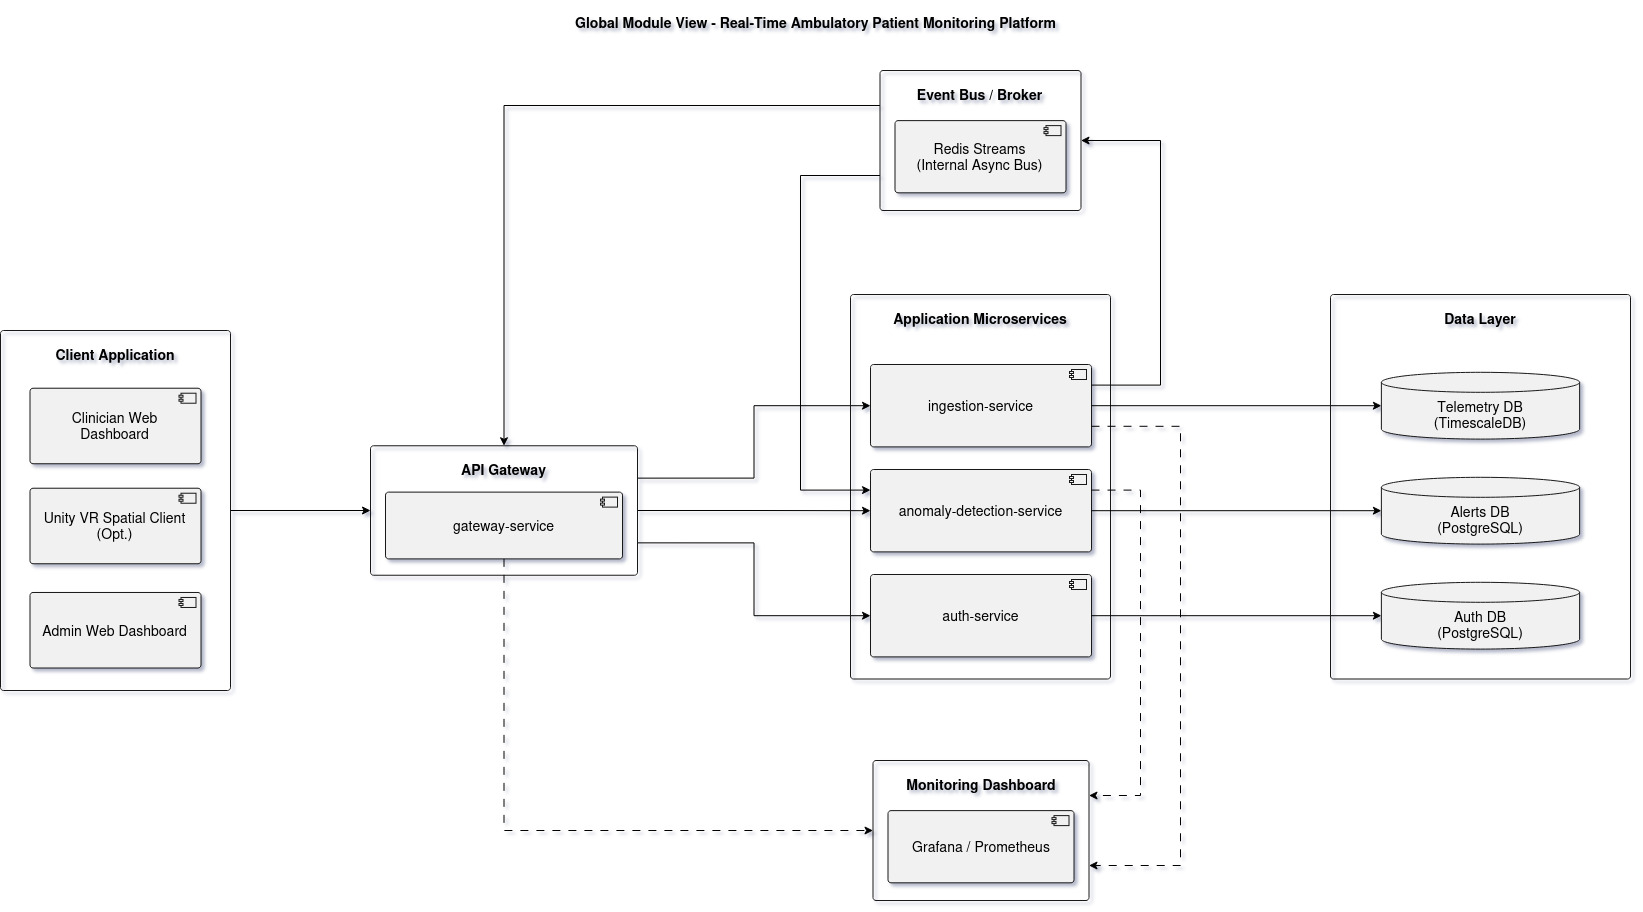 Global Module View - Real-Time Ambulatory Patient Monitoring Platform
Event Bus / Broker
Redis Streams
(Internal Async Bus)
Client Application
Clinician Web
Dashboard
Unity VR Spatial Client
(Opt.)
Admin Web Dashboard
API Gateway
gateway-service
Application Microservices
ingestion-service
anomaly-detection-service
auth-service
Data Layer
Telemetry DB
(TimescaleDB)
Alerts DB
(PostgreSQL)
Auth DB
(PostgreSQL)
Monitoring Dashboard
Grafana / Prometheus